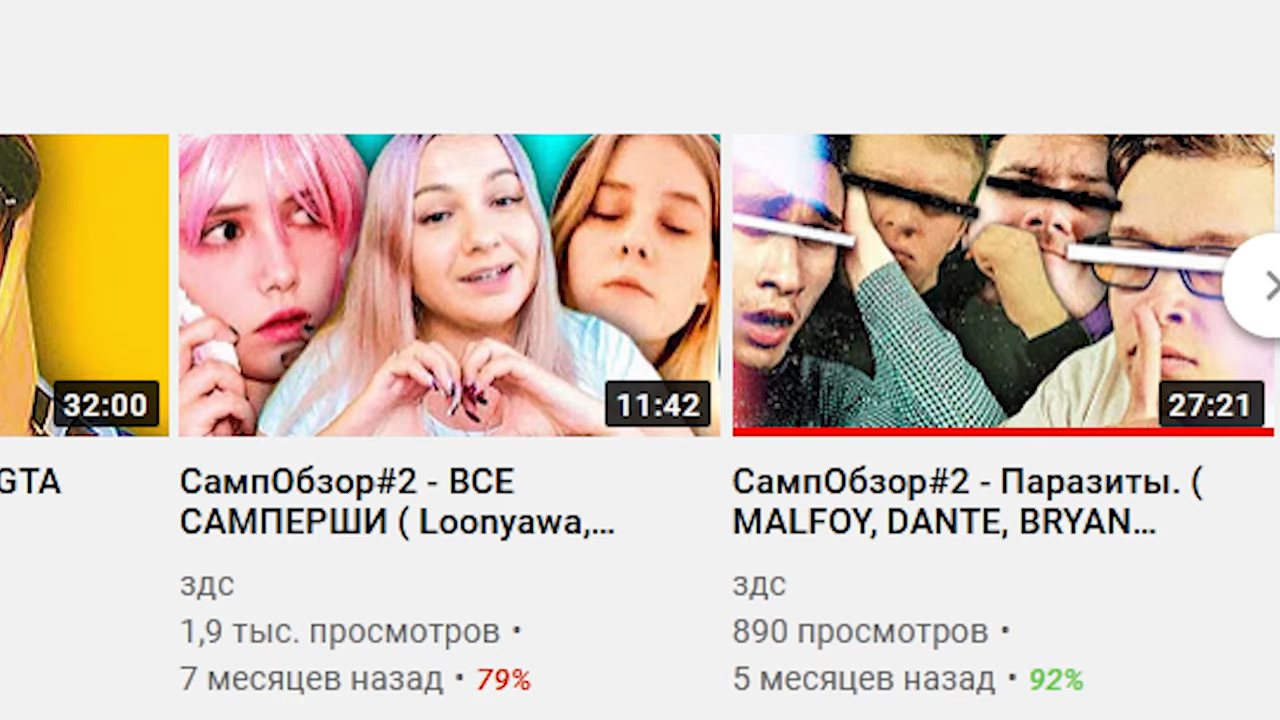 32:00
11:42
27:21
GTA
СампОбзор#2 - ВСЕ
САМПЕРШИ ( Loonyawa,...
здс
1,9 тыс. просмотров •
7 месяцев назад • 79%
СампОбзор#2 - Паразиты. (
MALFOY, DANTE, BRYAN...
здс
890 просмотров •
5 месяцев назад • 92%